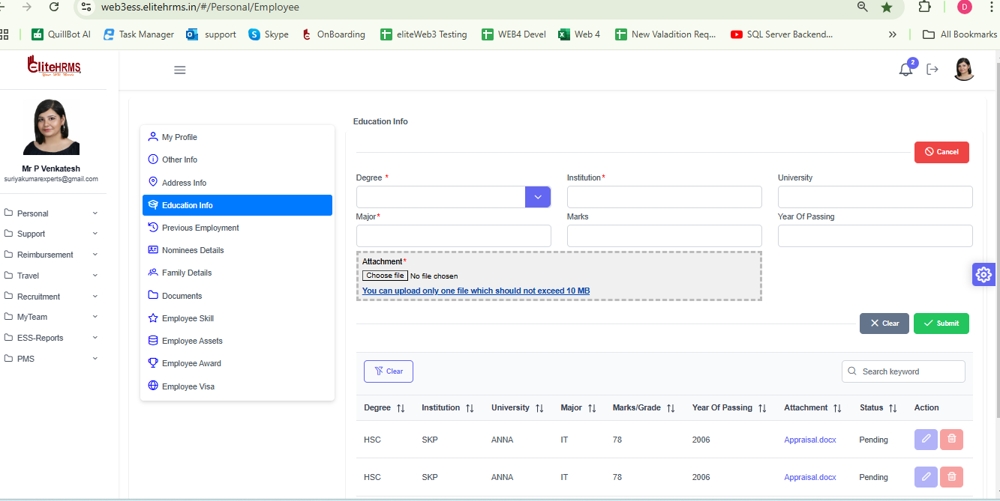 web3ess.elitehrms.in/#/Personal/Employee
D
QuillBot AI
Task Manager
support
Skype
OnBoarding
eliteWeb3 Testing
WEB4 Devel
Web 4
New Valadition Req...
SQL Server Backend...
All Bookmarks
EliteHRMS
2
Mr P Venkatesh
suriyakumarexperts@gmail.com
Personal
Support
Reimbursement
Travel
Recruitment
MyTeam
ESS-Reports
PMS
My Profile
Other Info
Address Info
Education Info
Previous Employment
Nominees Details
Family Details
Documents
Employee Skill
Employee Assets
Employee Award
Employee Visa
Education Info
Cancel
Degree * Institution* University
Major* Marks Year Of Passing
Attachment*
Choose file No file chosen
You can upload only one file which should not exceed 10 MB
Clear Submit
Clear Search keyword
Degree Institution University Major Marks/Grade Year Of Passing Attachment Status Action
HSC SKP ANNA IT 78 2006 Appraisal.docx Pending
HSC SKP ANNA IT 78 2006 Appraisal.docx Pending